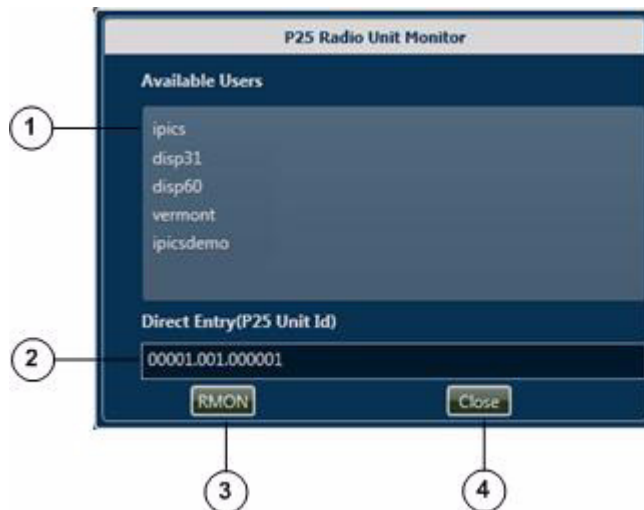 P25 Radio Unit Monitor
Available Users
1
ipics
disp31
disp60
vermont
ipicsdemo
Direct Entry(P25 Unit Id)
2
00001.001.000001
RMON
Close
3
4